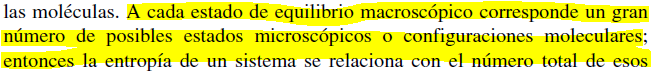 las moléculas. A cada estado de equilibrio macroscópico corresponde un gran
número de posibles estados microscópicos o configuraciones moleculares;
entonces la entropía de un sistema se relaciona con el número total de esos